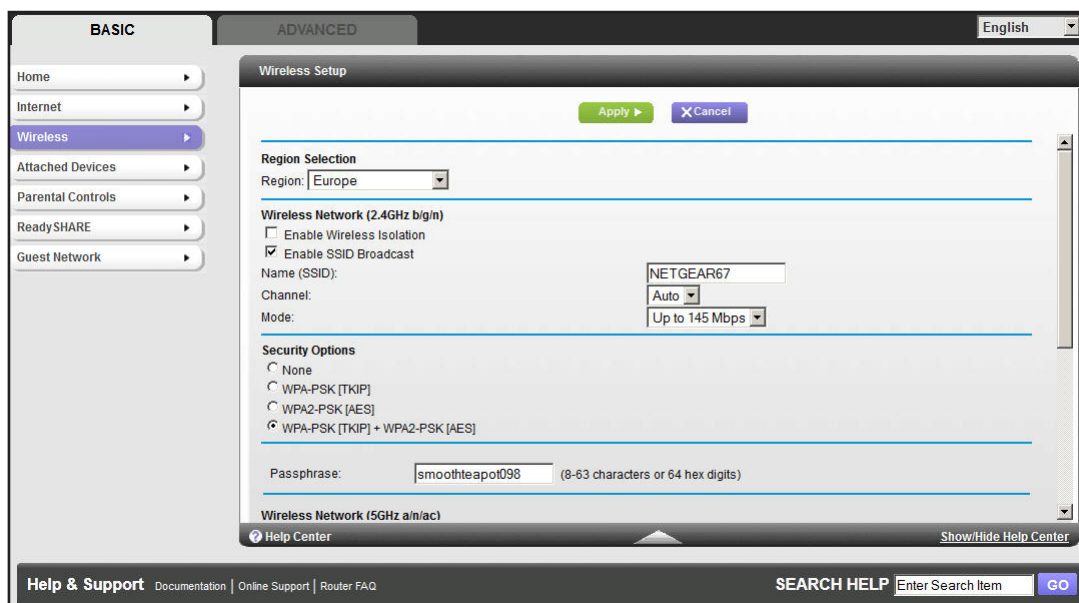 BASIC
ADVANCED
English
Home
Internet
Wireless
Attached Devices
Parental Controls
ReadySHARE
Guest Network
Wireless Setup
Apply
X Cancel
Region Selection
Region: Europe
Wireless Network (2.4GHz b/g/n)
Enable Wireless Isolation
Enable SSID Broadcast
Name (SSID): NETGEAR67
Channel: Auto
Mode: Up to 145 Mbps
Security Options
None
WPA-PSK [TKIP]
WPA2-PSK [AES]
WPA-PSK [TKIP] + WPA2-PSK [AES]
Passphrase: smoothteapot098 (8-63 characters or 64 hex digits)
Wireless Network (5GHz a/n/ac)
? Help Center
Show/Hide Help Center
Help & Support Documentation | Online Support | Router FAQ
SEARCH HELP Enter Search Item GO